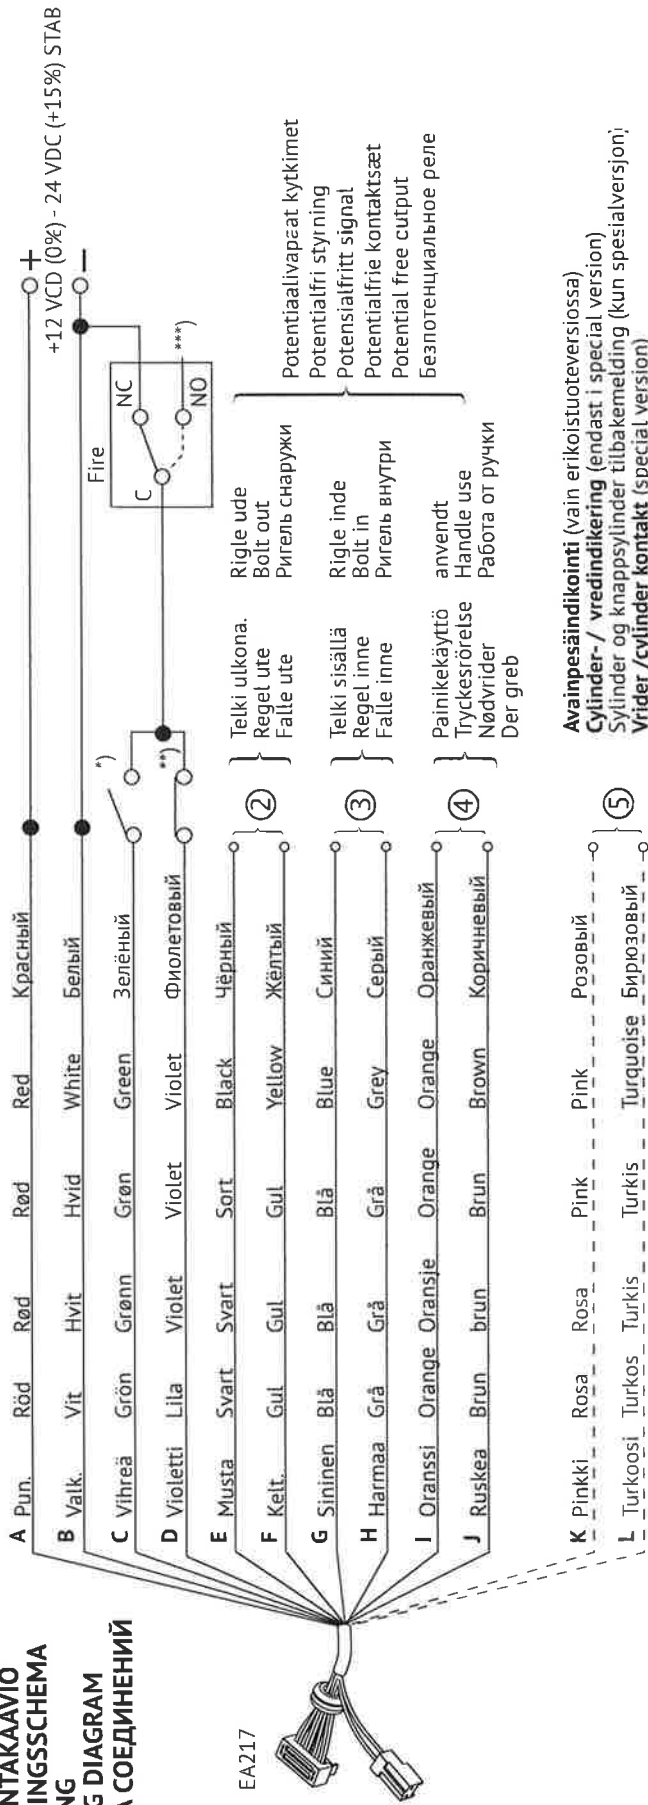 NTAKAAVIO
INGSSCHEMA
NG
G DIAGRAM
A СОЕДИНЕНИЙ
EA217
A Pun. Röd Rød Rød Red Красный
B Valk. Vit Hvit Hvid White Белый
C Vihreä Grön Grønn Grøn Green Зелёный
D Violetti Lila Violet Violet Violet Фиолетовый
E Musta Svart Svart Sort Black Чёрный
F Kelt. Gul Gul Gul Yellow Жёлтый
G Sininen Blå Blå Blå Blue Синий
H Harmaa Grå Grå Grå Grey Серый
I Oranssi Orange Oransje Orange Orange Оранжевый
J Ruskea Brun brun Brun Brown Коричневый
K Pinkki Rosa Rosa Pink Pink Розовый
L Turkoosi Turkos Turkis Turkis Turquoise Бирюзовый
+
+12 VCD (0%) - 24 VDC (+15%) STAB
–
Fire
C
NC
NO
***)
*)
**)
2
Telki ulkona. Rigle ude
Regel ute Bolt out
Falle ute Ригель снаружи
3
Telki sisällä Rigle inde
Regel inne Bolt in
Falle inne Ригель внутри
4
Painikekäyttö anvendt
Tryckesrörelse Handle use
Nødvrider Работа от ручки
Der greb
Potentiaalivapaat kytkimet
Potentialfri styrning
Potensialfritt signal
Potentialfrie kontaktsæt
Potential free cutput
Безпотенциальное реле
5
Avainpesäindikointi (vain erikoistuoteversiossa)
Cylinder- / vredindikering (endast i special version)
Sylinder og knappsylinder tilbakemelding (kun spesialversjon)
Vrider /cylinder kontakt (special version)